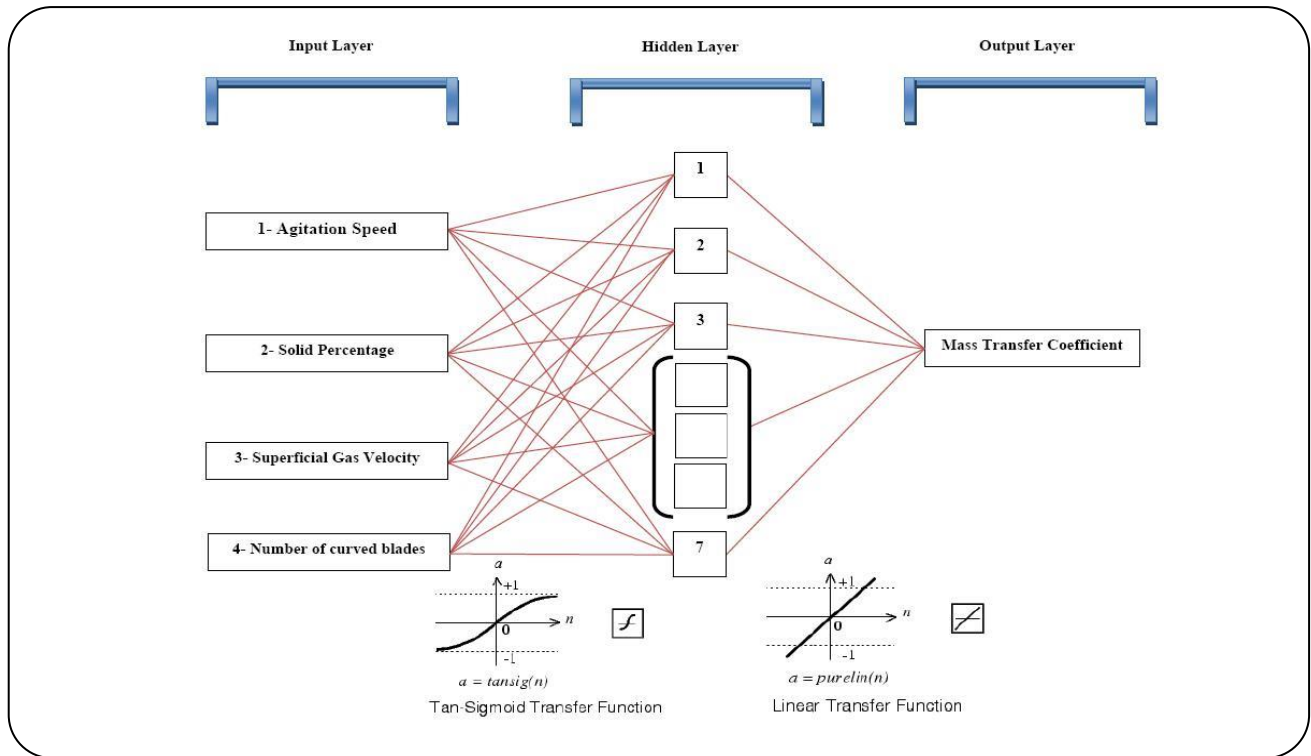 Input Layer
Hidden Layer
Output Layer
1
1- Agitation Speed
2
3
2- Solid Percentage
Mass Transfer Coefficient
3- Superficial Gas Velocity
4- Number of curved blades
7
a
+1
n
0
-1
a = tansig(n)
Tan-Sigmoid Transfer Function
a
+1
n
0
-1
a = purelin(n)
Linear Transfer Function